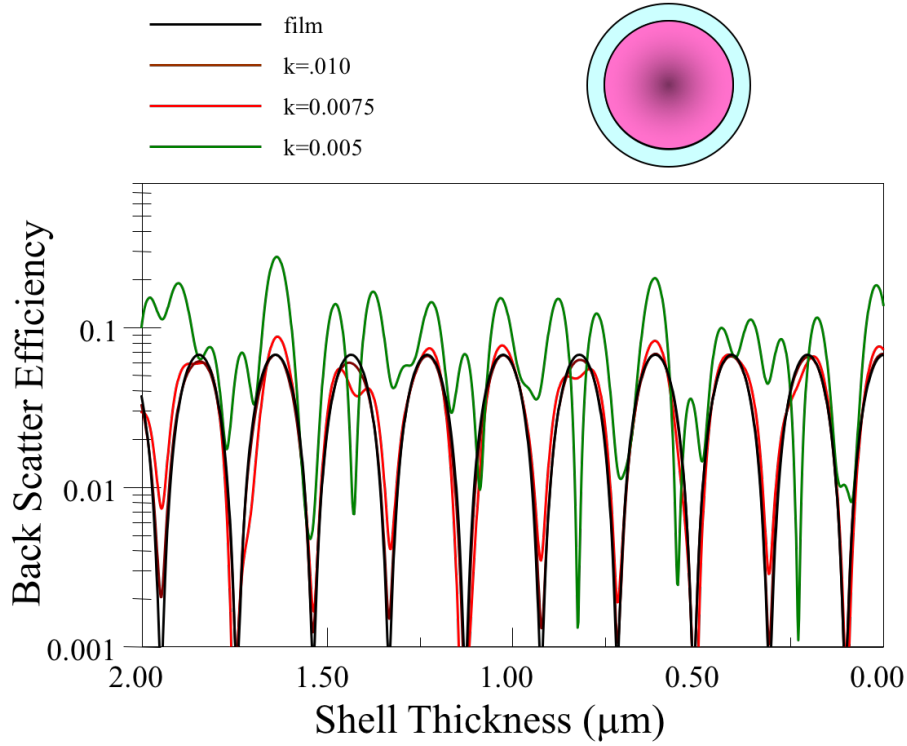 film
k=.010
k=0.0075
k=0.005
Back Scatter Efficiency
0.1
0.01
0.001
2.00 1.50 1.00 0.50 0.00
Shell Thickness (μm)